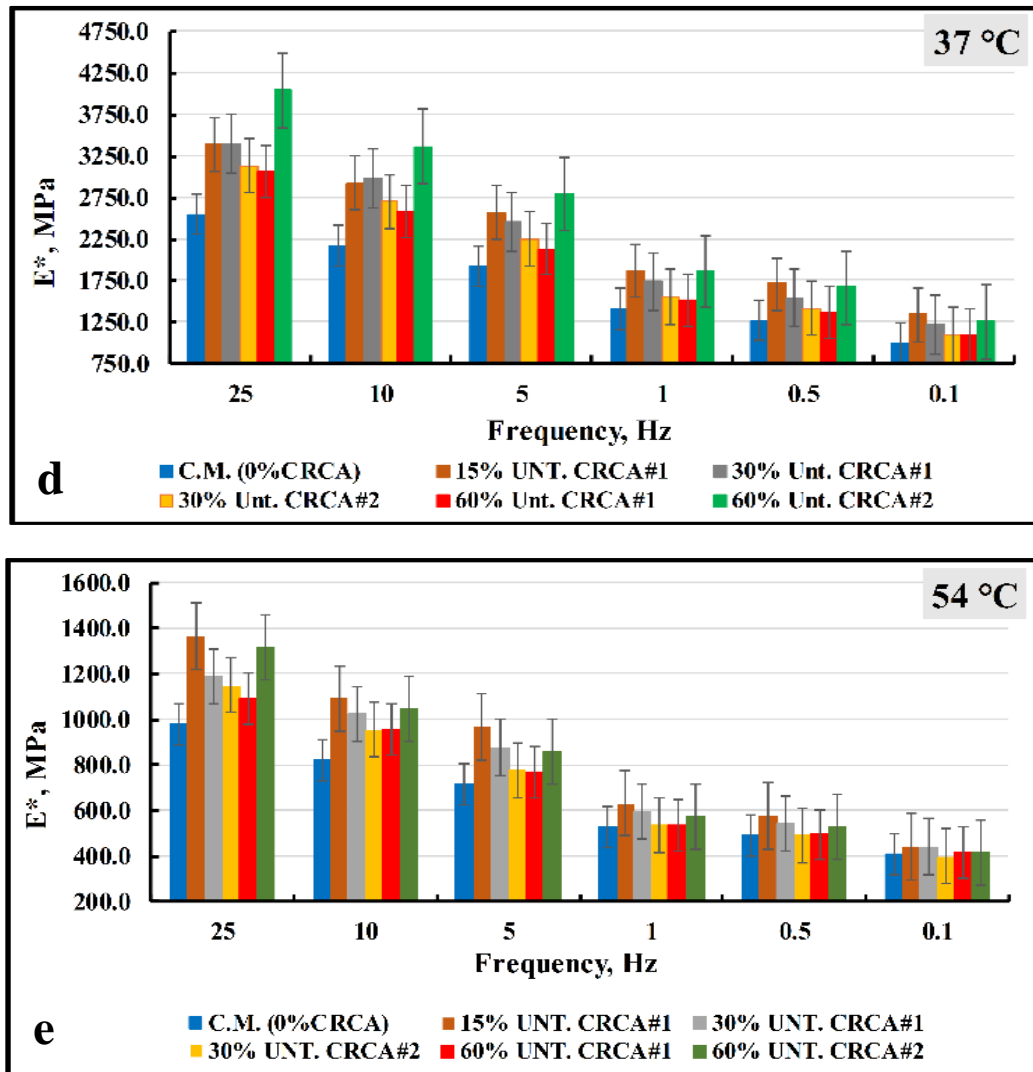 37 °C
4750.0
4250.0
3750.0
3250.0
2750.0
2250.0
1750.0
1250.0
750.0
E*, MPa
25 10 5 1 0.5 0.1
Frequency, Hz
C.M. (0%CRCA) 15% UNT. CRCA#1 30% Unt. CRCA#1
30% Unt. CRCA#2 60% Unt. CRCA#1 60% Unt. CRCA#2
d
54 °C
1600.0
1400.0
1200.0
1000.0
800.0
600.0
400.0
200.0
E*, MPa
25 10 5 1 0.5 0.1
Frequency, Hz
C.M. (0%CRCA) 15% UNT. CRCA#1 30% UNT. CRCA#1
30% UNT. CRCA#2 60% UNT. CRCA#1 60% UNT. CRCA#2
e